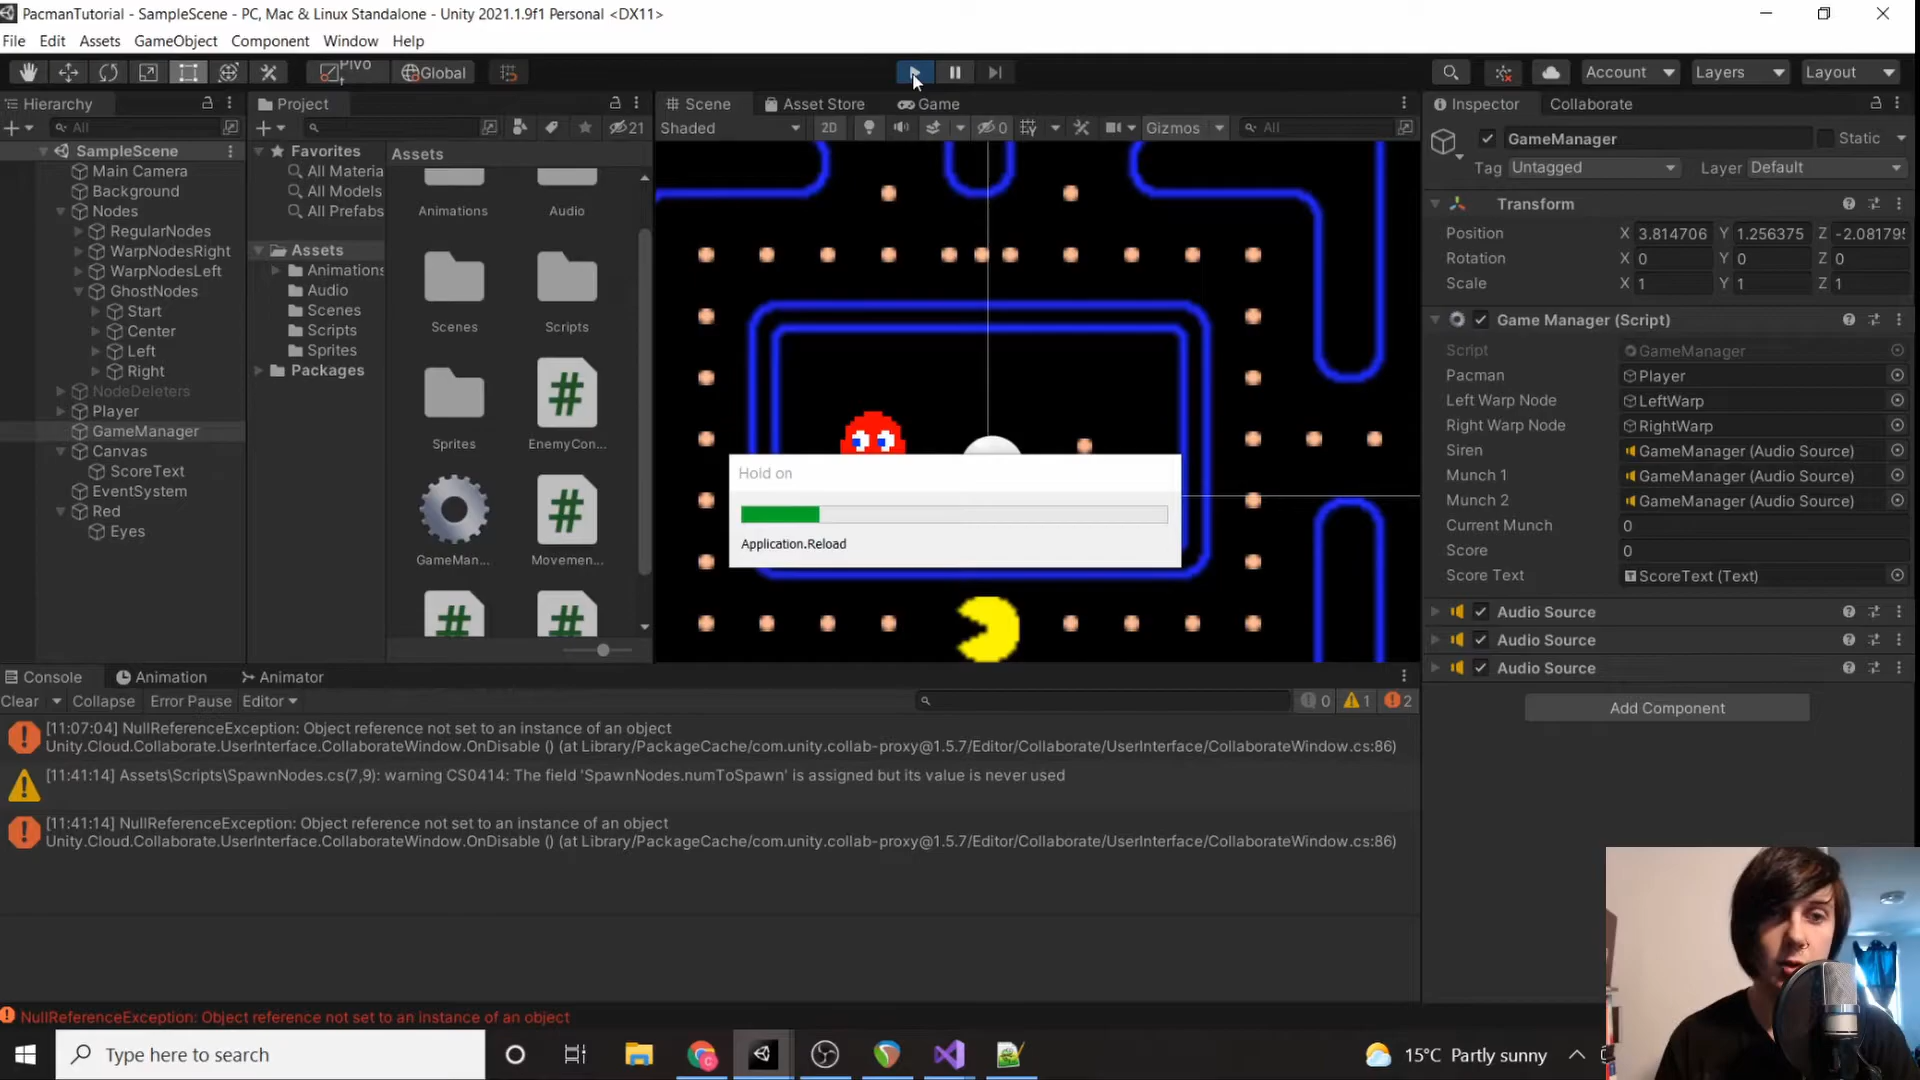 PacmanTutorial - SampleScene - PC, Mac & Linux Standalone - Unity 2021.1.9f1 Personal <DX11>
File Edit Assets GameObject Component Window Help
Pivot Global Account Layers Layout
Hierarchy
All
SampleScene
Main Camera
Background
Nodes
RegularNodes
WarpNodesRight
WarpNodesLeft
GhostNodes
Start
Center
Left
Right
NodeDeleters
Player
GameManager
Canvas
ScoreText
EventSystem
Red
Eyes
Project
21
Favorites
All Materia
All Models
All Prefabs
Assets
Animations
Audio
Scenes
Scripts
Sprites
Packages
Assets
Animations Audio
Scenes Scripts
Sprites EnemyCon...
GameMan... Movemen...
Scene Asset Store Game
Shaded 2D 0 Gizmos All
Hold on
Application.Reload
Inspector Collaborate
GameManager Static
Tag Untagged Layer Default
Transform
Position X 3.814706 Y 1.256375 Z -2.081795
Rotation X 0 Y 0 Z 0
Scale X 1 Y 1 Z 1
Game Manager (Script)
Script GameManager
Pacman Player
Left Warp Node LeftWarp
Right Warp Node RightWarp
Siren GameManager (Audio Source)
Munch 1 GameManager (Audio Source)
Munch 2 GameManager (Audio Source)
Current Munch 0
Score 0
Score Text ScoreText (Text)
Audio Source
Audio Source
Audio Source
Add Component
Console Animation Animator
Clear Collapse Error Pause Editor 0 1 2
[11:07:04] NullReferenceException: Object reference not set to an instance of an object
Unity.Cloud.Collaborate.UserInterface.CollaborateWindow.OnDisable () (at Library/PackageCache/com.unity.collab-proxy@1.5.7/Editor/Collaborate/UserInterface/CollaborateWindow.cs:86)
[11:41:14] Assets\Scripts\SpawnNodes.cs(7,9): warning CS0414: The field 'SpawnNodes.numToSpawn' is assigned but its value is never used
[11:41:14] NullReferenceException: Object reference not set to an instance of an object
Unity.Cloud.Collaborate.UserInterface.CollaborateWindow.OnDisable () (at Library/PackageCache/com.unity.collab-proxy@1.5.7/Editor/Collaborate/UserInterface/CollaborateWindow.cs:86)
NullReferenceException: Object reference not set to an instance of an object
Type here to search
15°C Partly sunny